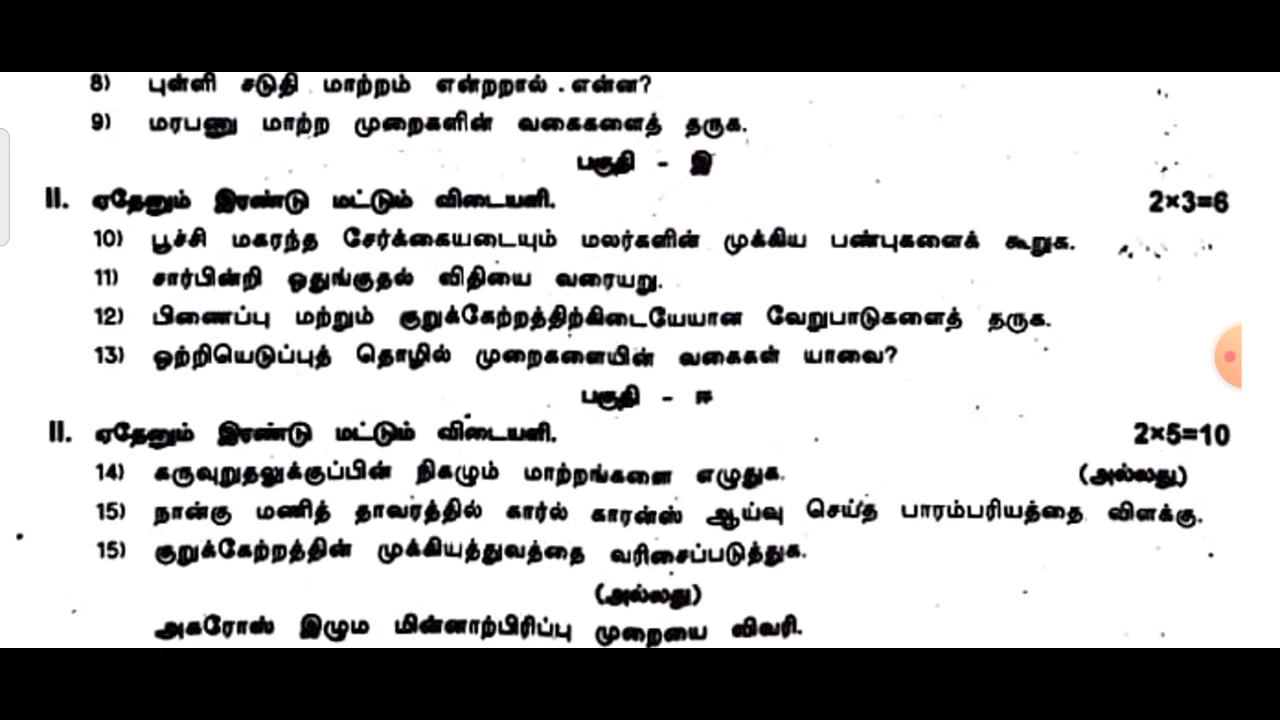 8) புள்ளி சடுதி மாற்றம் என்றறால் . என்ன?
9) மரபணு மாற்ற முறைகளின் வகைகளைத் தருக.
பகுதி - இ
II. ஏதேனும் இரண்டு மட்டும் விடையளி. 2×3=6
10) பூச்சி மகரந்த சேர்க்கையடையும் மலர்களின் முக்கிய பண்புகளைக் கூறுக.
11) சார்பின்றி ஒதுங்குதல் விதியை வரையறு.
12) பிணைப்பு மற்றும் குறுக்கேற்றத்திற்கிடையேயான வேறுபாடுகளைத் தருக.
13) ஒற்றியெடுப்புத் தொழில் முறைகளையின் வகைகள் யாவை?
பகுதி - ஈ
II. ஏதேனும் இரண்டு மட்டும் விடையளி. 2×5=10
14) கருவுறுதலுக்குப்பின் நிகழும் மாற்றங்களை எழுதுக. (அல்லது)
15) நான்கு மணித் தாவரத்தில் கார்ல் காரன்ஸ் ஆய்வு செய்த பாரம்பரியத்தை விளக்கு.
15) குறுக்கேற்றத்தின் முக்கியத்துவத்தை வரிசைப்படுத்துக.
(அல்லது)
அகரோஸ் இழும மின்னாற்பிரிப்பு முறையை விவரி.